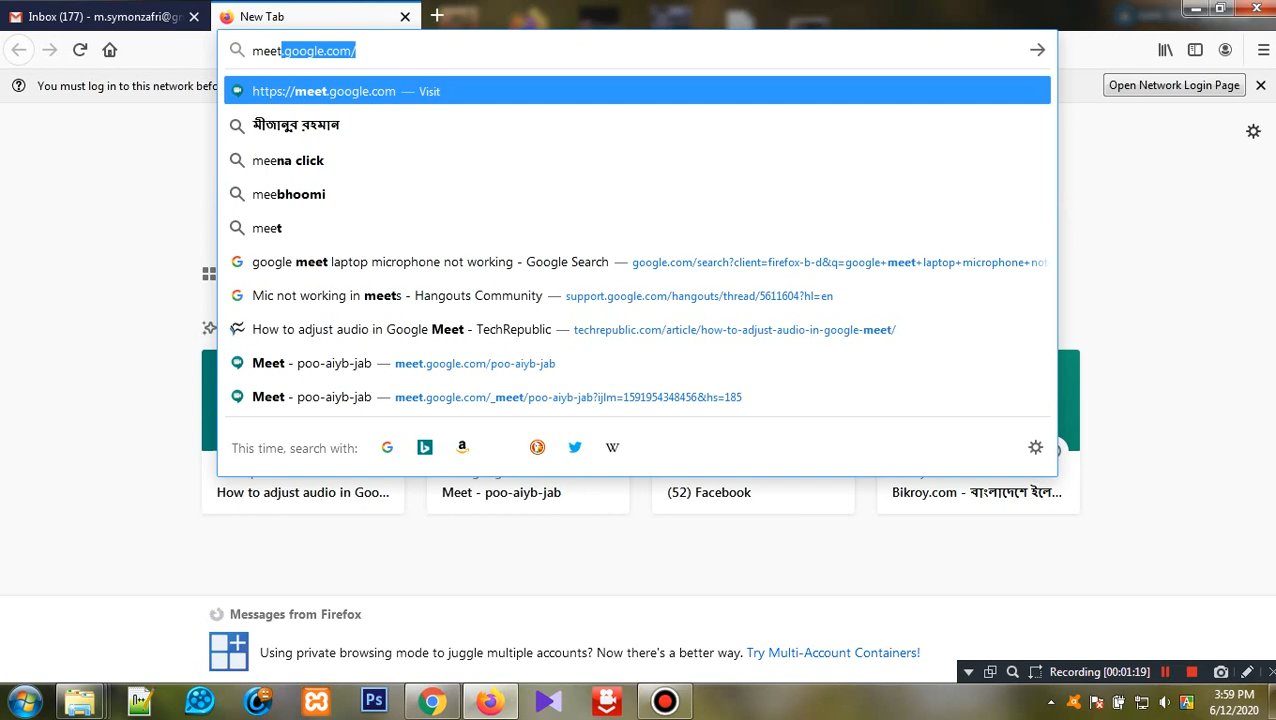 Inbox (177) - m.symonzafri@g
New Tab
meet.google.com/
You must log in to this
Open Network Login Page
https://meet.google.com — Visit
মীজানুর রহমান
meena click
meebhoomi
meet
google meet laptop microphone not working - Google Search — google.com/search?client=firefox-b-d&q=google+meet+laptop+microphone+not
Mic not working in meets - Hangouts Community — support.google.com/hangouts/thread/5611604?hl=en
How to adjust audio in Google Meet - TechRepublic — techrepublic.com/article/how-to-adjust-audio-in-google-meet/
Meet - poo-aiyb-jab — meet.google.com/poo-aiyb-jab
Meet - poo-aiyb-jab — meet.google.com/_meet/poo-aiyb-jab?ijlm=1591954348456&hs=185
This time, search with:
How to adjust audio in Goo...
Meet - poo-aiyb-jab
(52) Facebook
Bikroy.com - বাংলাদেশে ইলে...
Messages from Firefox
Using private browsing mode to juggle multiple accounts? Now there's a better way. Try Multi-Account Containers!
Recording [00:01:19]
3:59 PM
6/12/2020